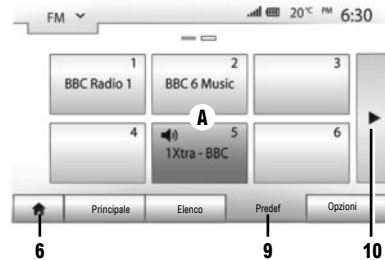 FM 20°C PM 6:30
1 2 3
BBC Radio 1 BBC 6 Music
A
4 5 6
1Xtra - BBC
Principale Elenco Predef Opzioni
6 9 10